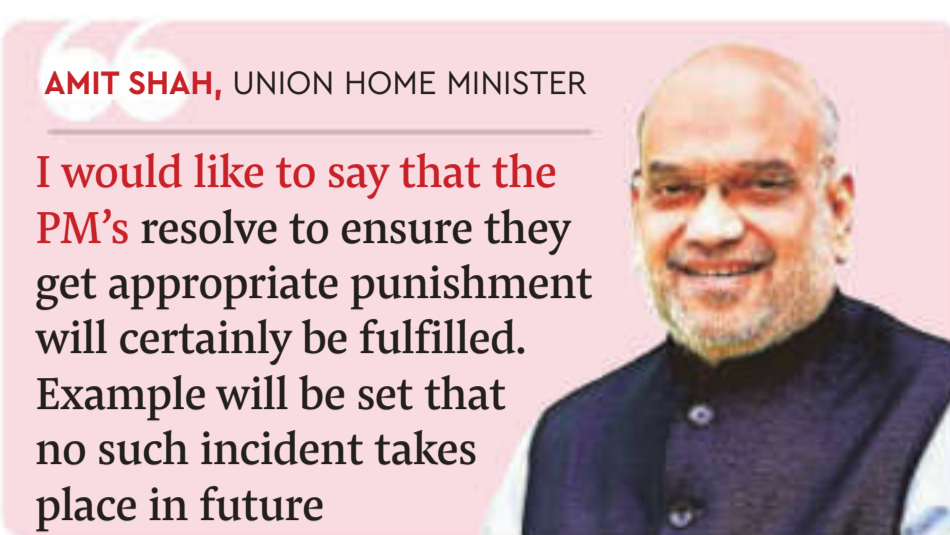 AMIT SHAH, UNION HOME MINISTER
I would like to say that the
PM’s resolve to ensure they
get appropriate punishment
will certainly be fulfilled.
Example will be set that
no such incident takes
place in future